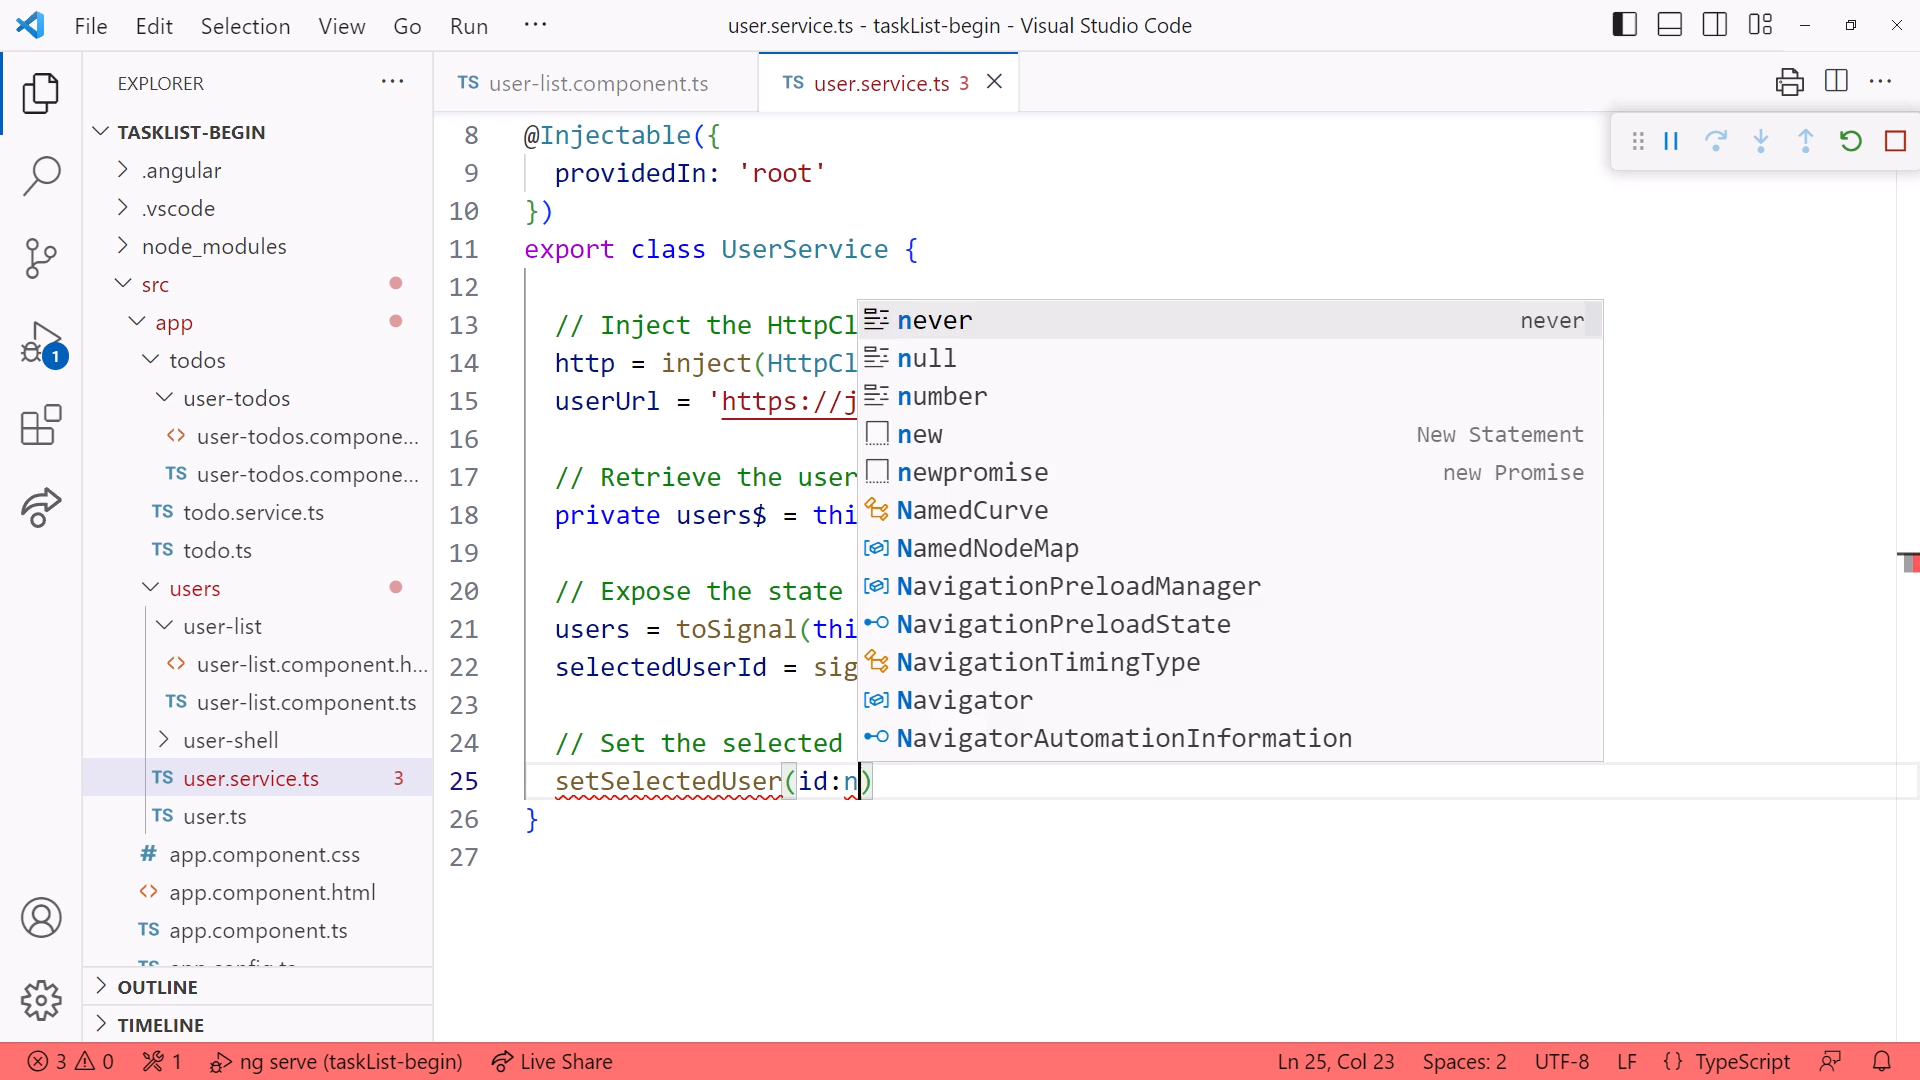 File Edit Selection View Go Run ···
user.service.ts - taskList-begin - Visual Studio Code
EXPLORER ···
TS user-list.component.ts
TS user.service.ts 3
TASKLIST-BEGIN
.angular
.vscode
node_modules
src
app
todos
user-todos
<> user-todos.compone...
TS user-todos.compone...
TS todo.service.ts
TS todo.ts
users
user-list
<> user-list.component.h...
TS user-list.component.ts
user-shell
TS user.service.ts 3
TS user.ts
# app.component.css
<> app.component.html
TS app.component.ts
OUTLINE
TIMELINE
1
8 @Injectable({
9 providedIn: 'root'
10 })
11 export class UserService {
12
13 // Inject the HttpCl
14 http = inject(HttpCl
15 userUrl = 'https://j
16
17 // Retrieve the user
18 private users$ = thi
19
20 // Expose the state
21 users = toSignal(thi
22 selectedUserId = sig
23
24 // Set the selected
25 setSelectedUser(id:n)
26 }
27
never never
null
number
new New Statement
newpromise new Promise
NamedCurve
NamedNodeMap
NavigationPreloadManager
NavigationPreloadState
NavigationTimingType
Navigator
NavigatorAutomationInformation
3 0 1 ng serve (taskList-begin) Live Share Ln 25, Col 23 Spaces: 2 UTF-8 LF {} TypeScript